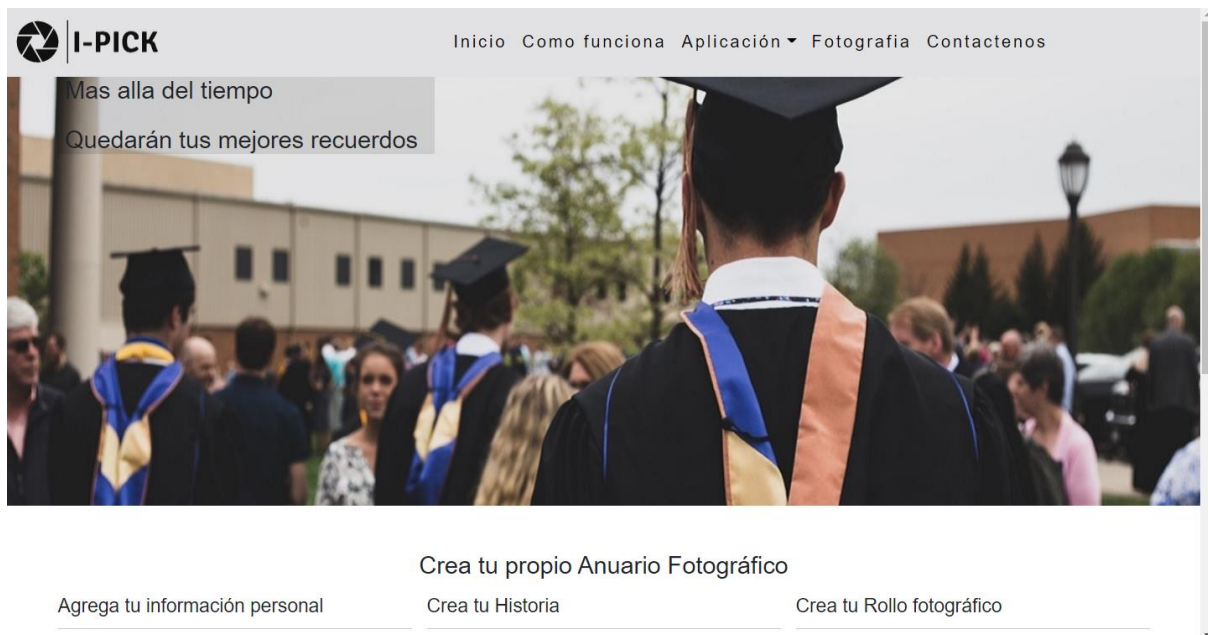 I-PICK
Inicio Como funciona Aplicación Fotografia Contactenos
Mas alla del tiempo
Quedarán tus mejores recuerdos
Crea tu propio Anuario Fotográfico
Agrega tu información personal
Crea tu Historia
Crea tu Rollo fotográfico